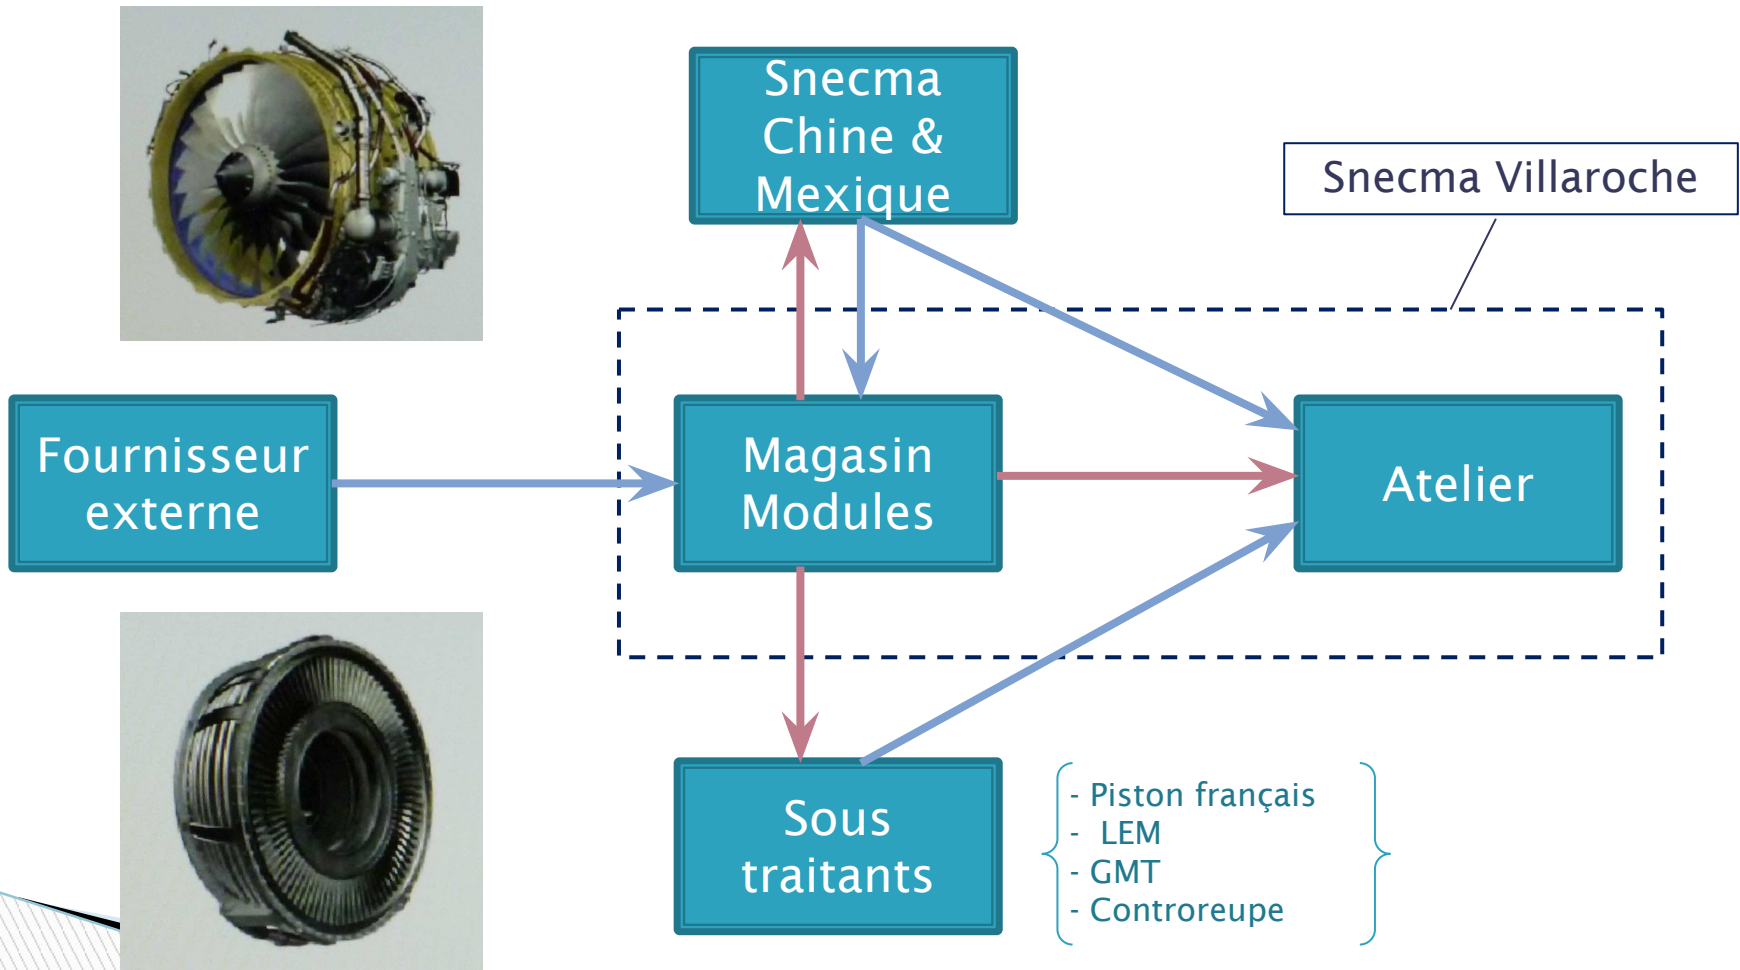 Snecma
Chine &
Mexique
Snecma Villaroche
Fournisseur
externe
Magasin
Modules
Atelier
Sous
traitants
- Piston français
- LEM
- GMT
- Controreupe